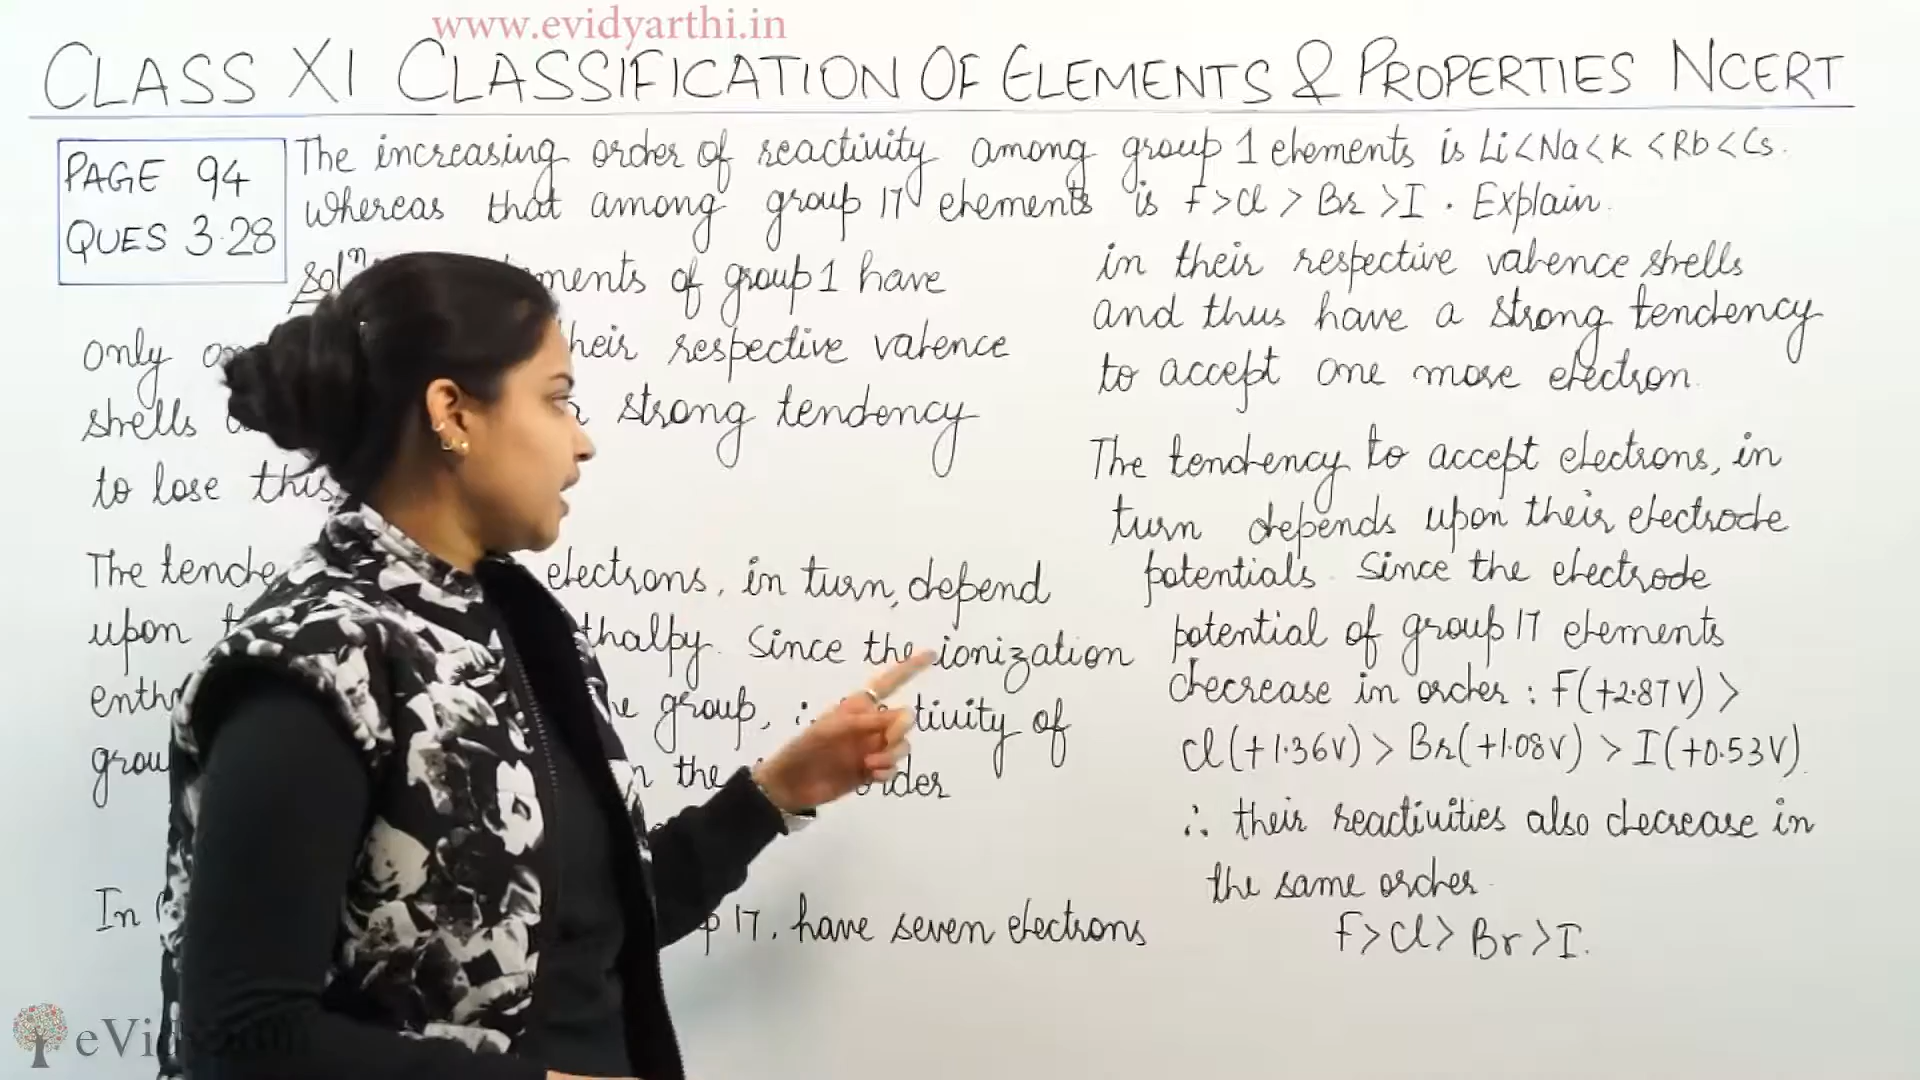 www.evidyarthi.in
CLASS XI CLASSIFICATION OF ELEMENTS & PROPERTIES NCERT
PAGE 94
QUES 3.28
The increasing order of reactivity among group 1 elements is Li<Na<K<Rb<Cs.
whereas that among group 17 elements is F>Cl>Br>I. Explain.
Solⁿ ments of group 1 have
only their respective valence
shells strong tendency
to lose this
The tende electrons, in turn, depend
upon thalpy. Since the ionization
enth group, ∴ tivity of
grou in the order
In 17, have seven electrons
in their respective valence shells
and thus have a strong tendency
to accept one more electron.
The tendency to accept electrons, in
turn depends upon their electrode
potentials. Since the electrode
potential of group 17 elements
decrease in order : F(+2.87V) >
Cl(+1.36V) > Br(+1.08V) > I(+0.53V).
∴ their reactivities also decrease in
the same order.
F>Cl>Br>I.
eVidyarthi